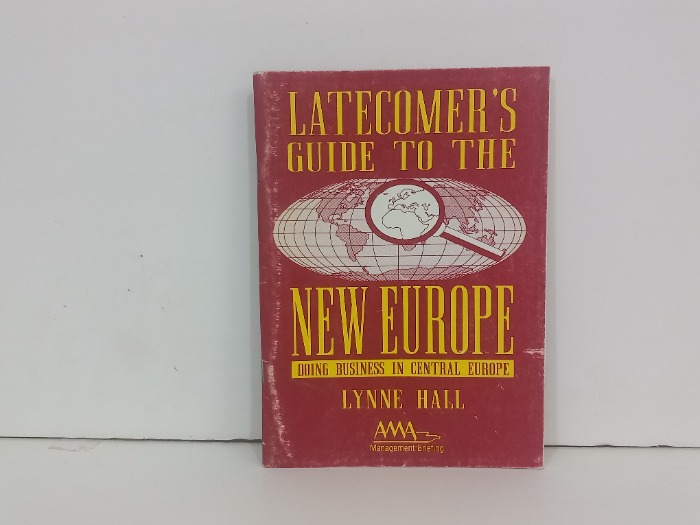 LATECOMER'S
GUIDE TO THE
NEW EUROPE
DOING BUSINESS IN CENTRAL EUROPE
LYNNE HALL
AMA
Management Briefing